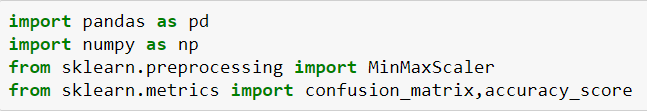 import pandas as pd
import numpy as np
from sklearn.preprocessing import MinMaxScaler
from sklearn.metrics import confusion_matrix,accuracy_score